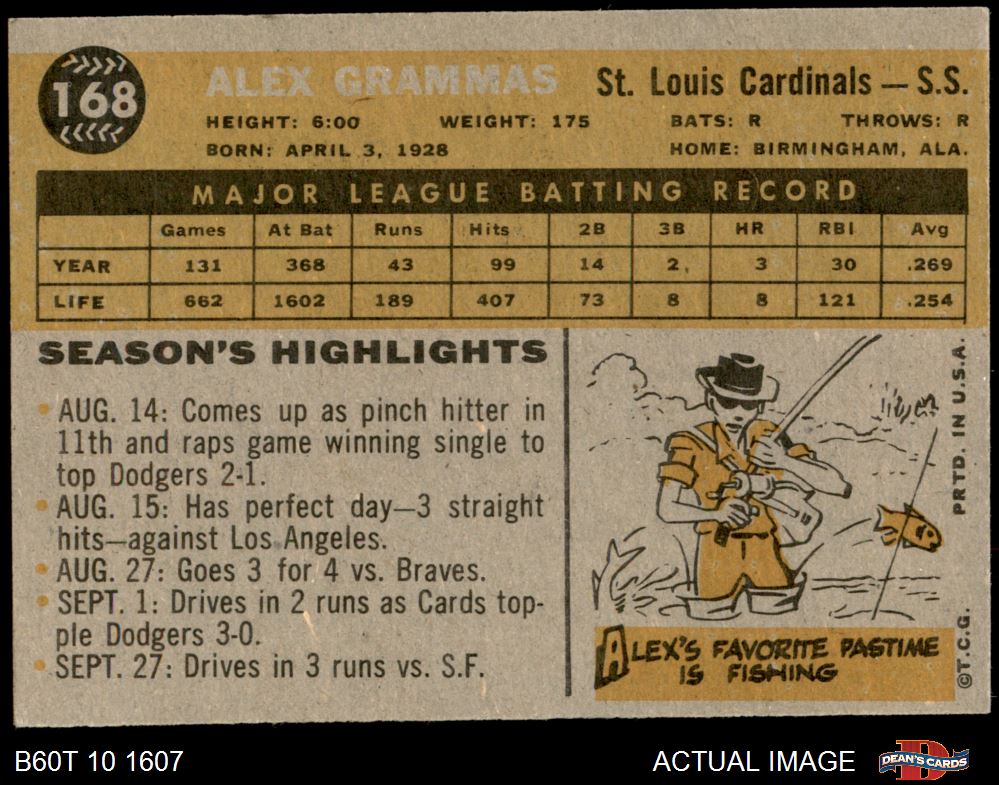 168
ALEX GRAMMAS St. Louis Cardinals — S.S.
HEIGHT: 6:00 WEIGHT: 175 BATS: R THROWS: R
BORN: APRIL 3, 1928 HOME: BIRMINGHAM, ALA.
MAJOR LEAGUE BATTING RECORD
Games At Bat Runs Hits 2B 3B HR RBI Avg
YEAR 131 368 43 99 14 2 3 30 .269
LIFE 662 1602 189 407 73 8 8 121 .254
SEASON'S HIGHLIGHTS
• AUG. 14: Comes up as pinch hitter in
11th and raps game winning single to
top Dodgers 2-1.
• AUG. 15: Has perfect day—3 straight
hits—against Los Angeles.
• AUG. 27: Goes 3 for 4 vs. Braves.
• SEPT. 1: Drives in 2 runs as Cards top-
ple Dodgers 3-0.
• SEPT. 27: Drives in 3 runs vs. S.F.
ALEX'S FAVORITE PASTIME
IS FISHING
PRTD. IN U.S.A.
©T.C.G.
B60T 10 1607 ACTUAL IMAGE DEAN'S CARDS